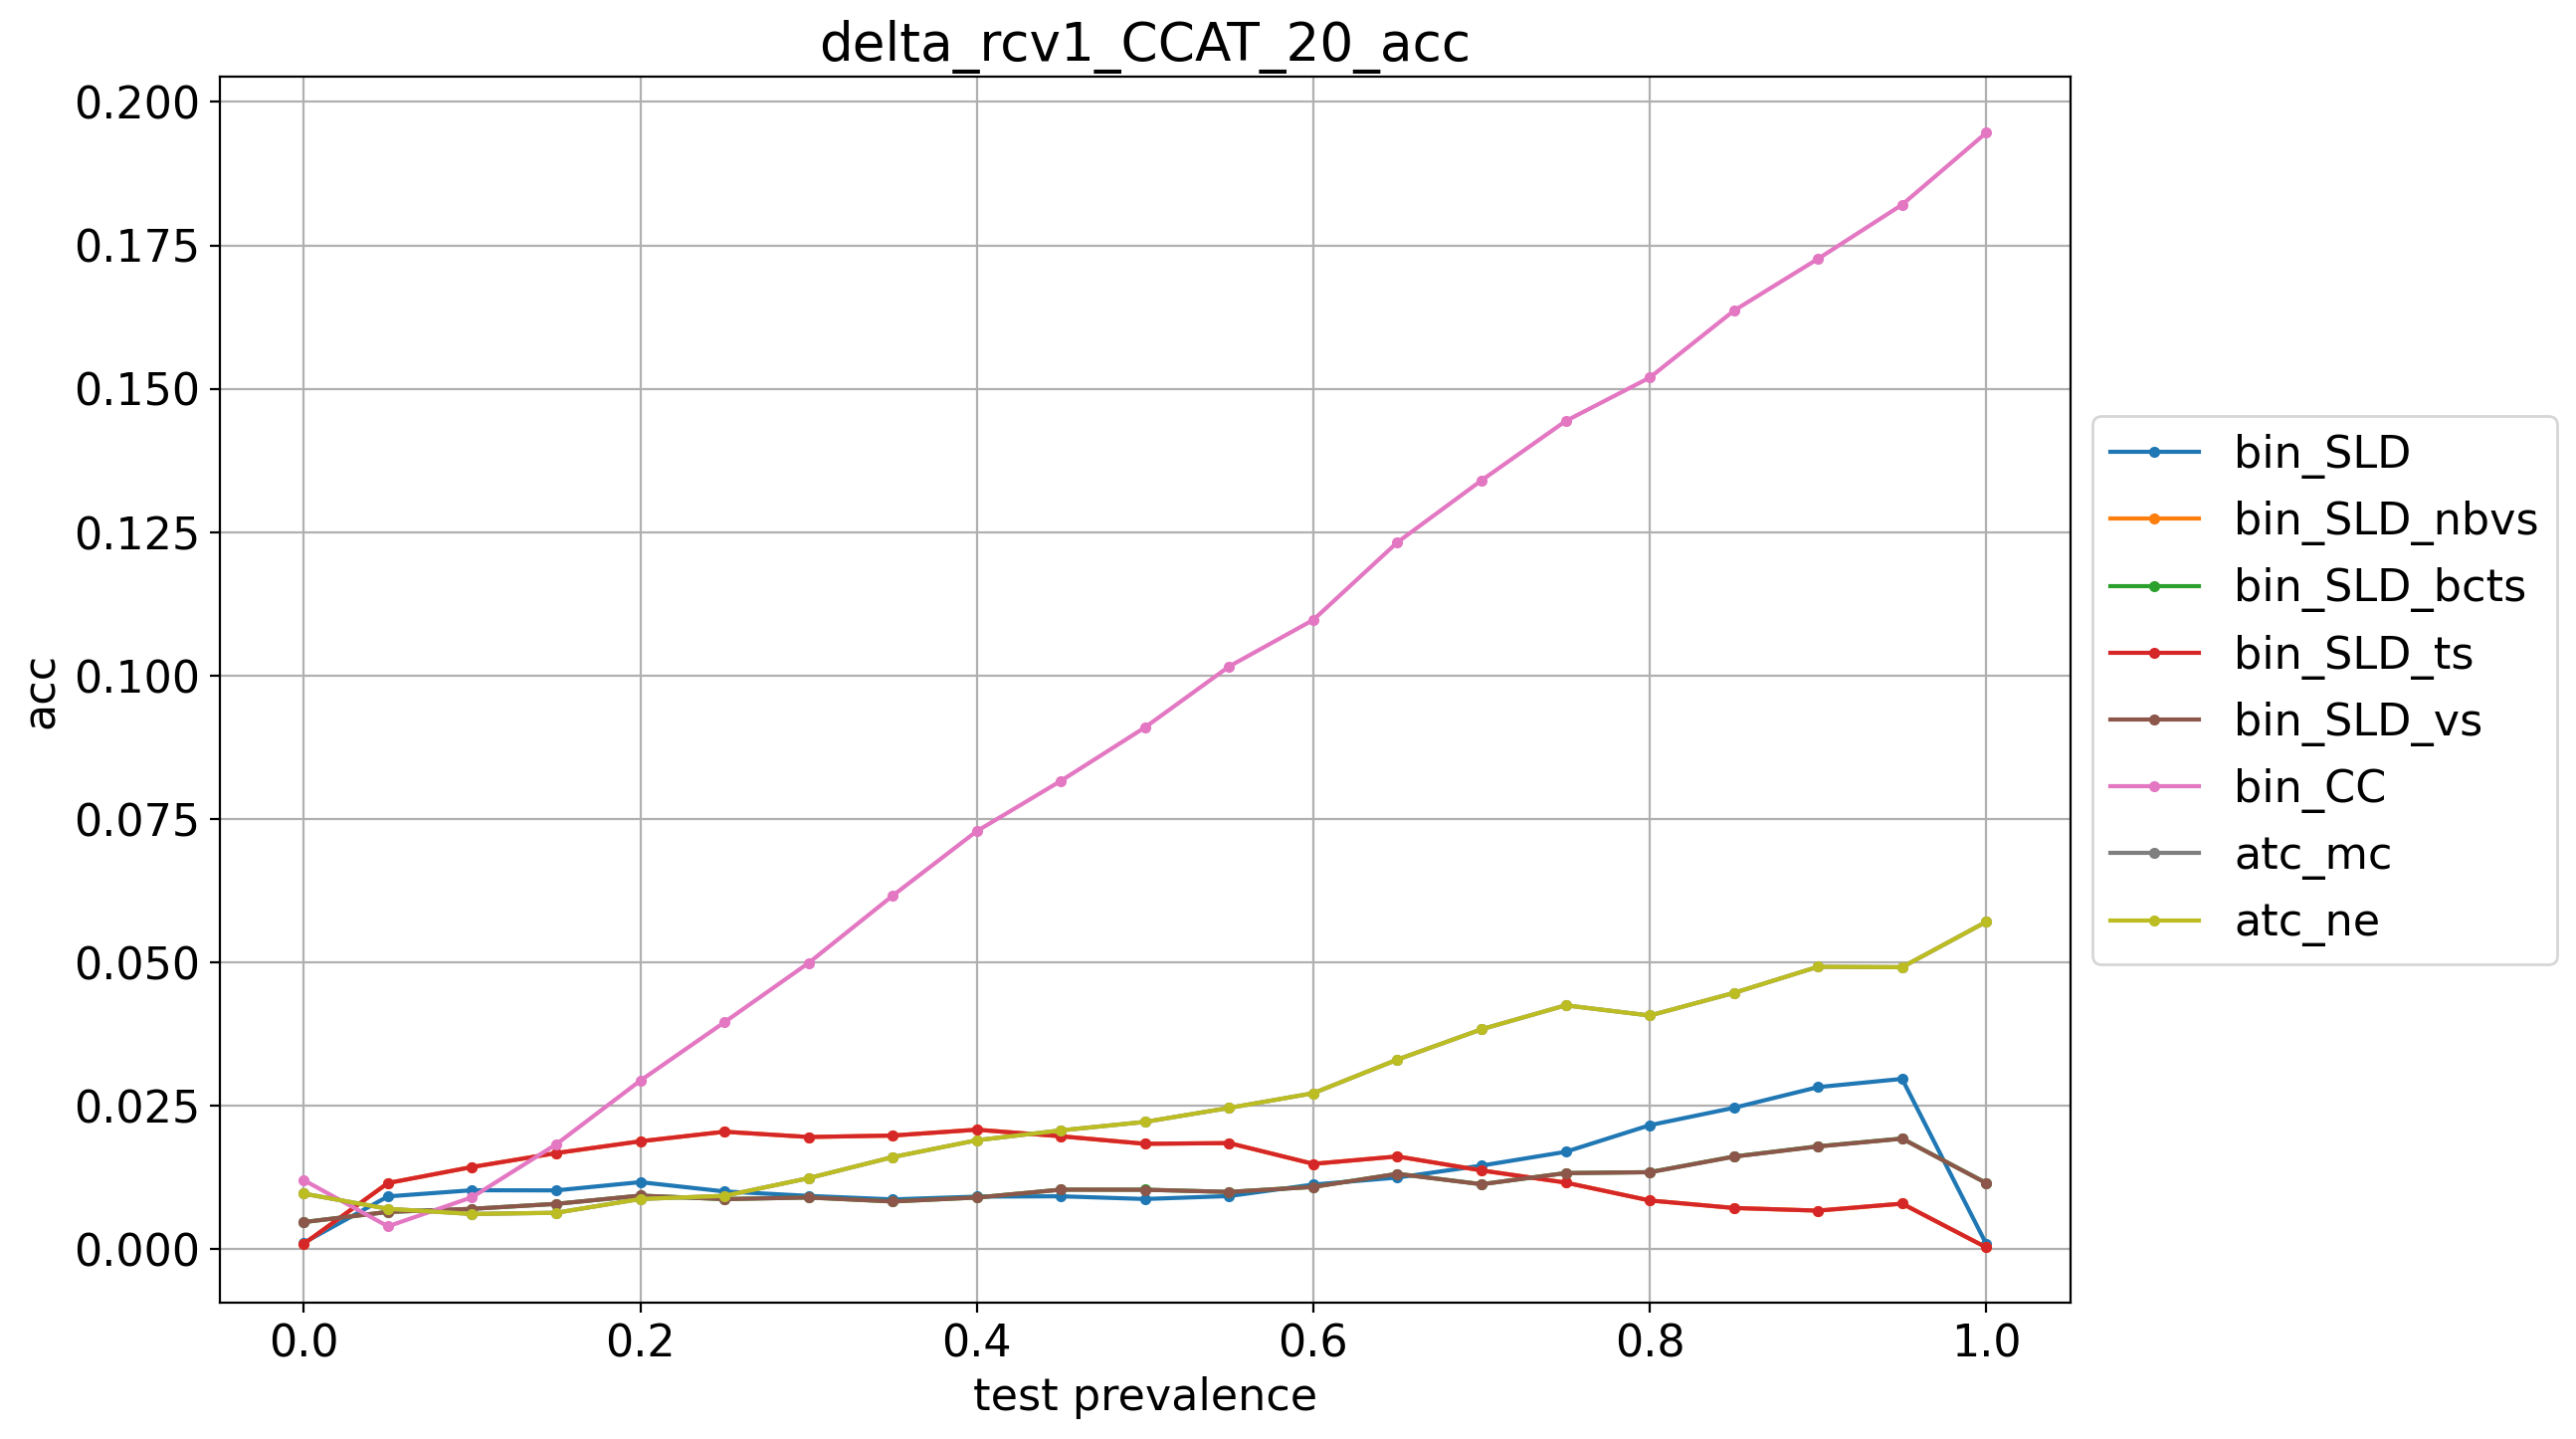 delta_rcv1_CCAT_20_acc
0.200
0.175
0.150
0.125
0.100
0.075
0.050
0.025
0.000
acc
0.0 0.2 0.4 0.6 0.8 1.0
test prevalence
bin_SLD
bin_SLD_nbvs
bin_SLD_bcts
bin_SLD_ts
bin_SLD_vs
bin_CC
atc_mc
atc_ne